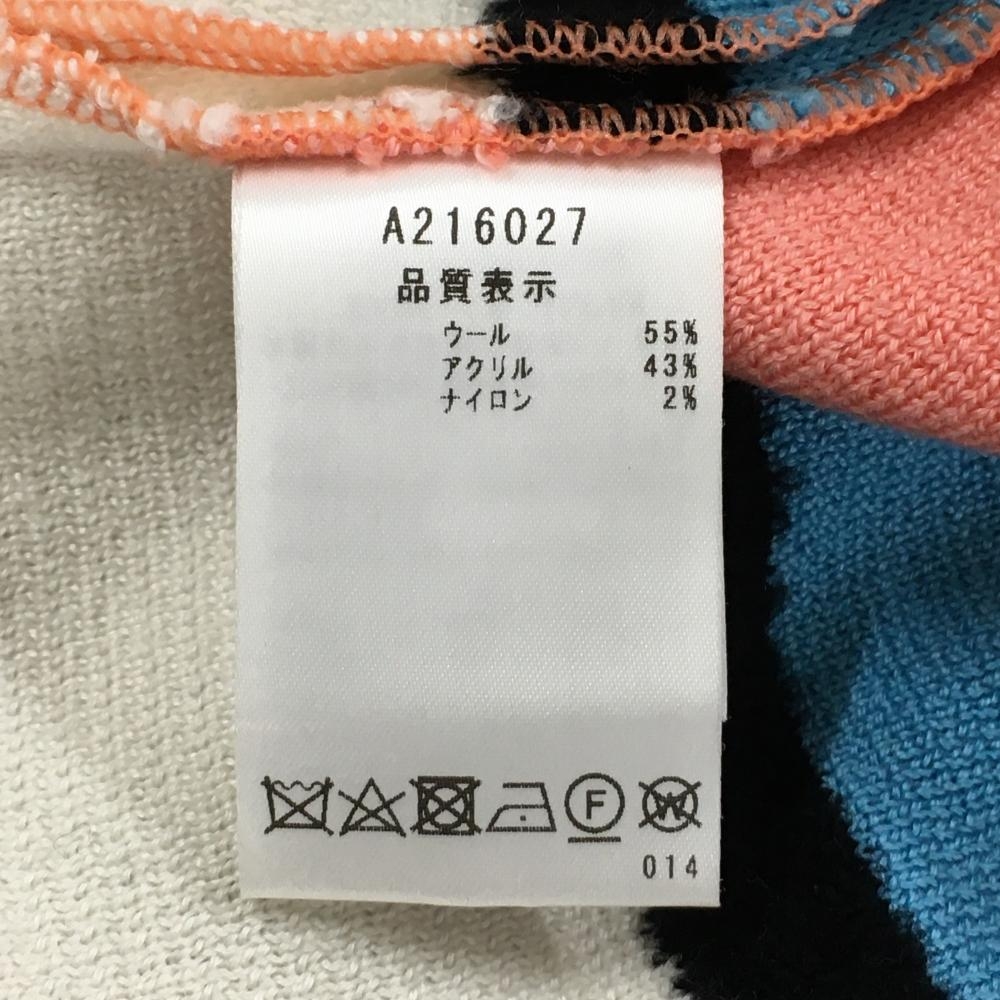 A216027
品質表示
ウール 55%
アクリル 43%
ナイロン 2%
F W
014